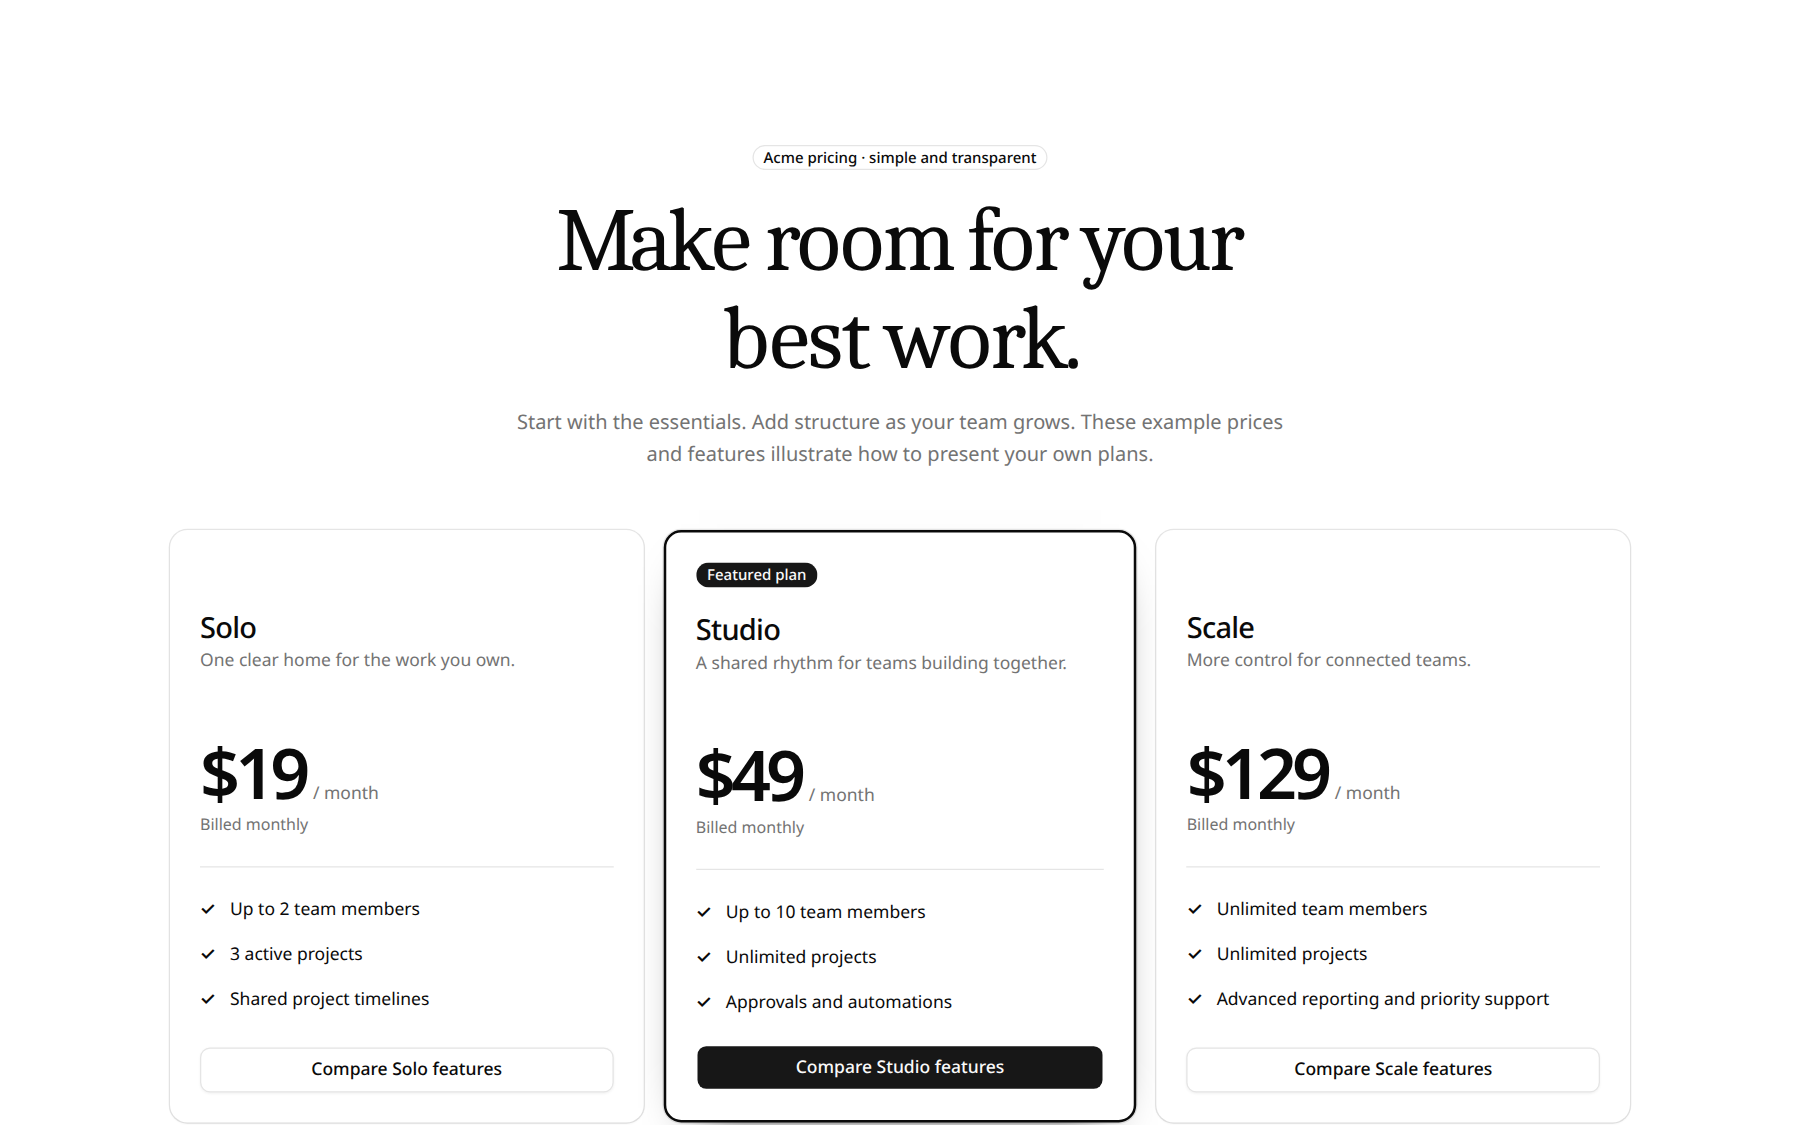 Acme pricing · simple and transparent
Make room for your
best work.
Start with the essentials. Add structure as your team grows. These example prices
and features illustrate how to present your own plans.
Solo
One clear home for the work you own.
$19 / month
Billed monthly
Up to 2 team members
3 active projects
Shared project timelines
Compare Solo features
Featured plan
Studio
A shared rhythm for teams building together.
$49 / month
Billed monthly
Up to 10 team members
Unlimited projects
Approvals and automations
Compare Studio features
Scale
More control for connected teams.
$129 / month
Billed monthly
Unlimited team members
Unlimited projects
Advanced reporting and priority support
Compare Scale features